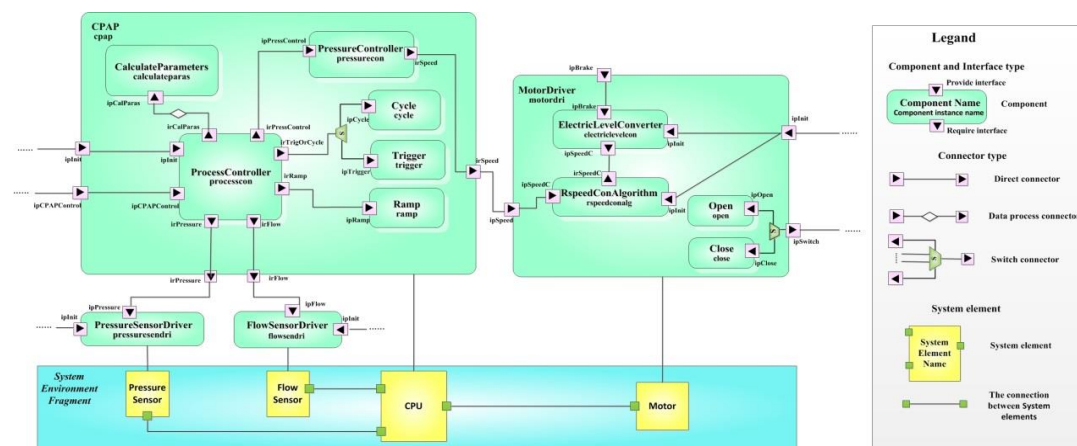 CPAP
cpap
CalculateParameters
calculateparas
ipCalParas
irCalParas
ipPressControl
PressureController
pressurecon
irSpeed
irPressControl
Cycle
cycle
ipCycle
S
irTrigOrCycle
Trigger
trigger
ipTrigger
ProcessController
processcon
ipInit
ipCPAPControl
irRamp
Ramp
ramp
ipRamp
irPressure
irFlow
......
ipInit
......
ipCPAPControl
irSpeed
irPressure
irFlow
ipPressure
PressureSensorDriver
pressuresendri
ipInit
......
ipFlow
FlowSensorDriver
flowsendri
ipInit
......
ipBrake
MotorDriver
motordri
ipBrake
ElectricLevelConverter
electriclevelcon
ipInit
ipInit
......
ipSpeedC
irSpeedC
ipSpeedC
RspeedConAlgorithm
rspeedconalg
ipInit
ipSpeed
ipOpen
Open
open
S
ipSwitch
......
Close
close
ipClose
System
Environment
Fragment
Pressure
Sensor
Flow
Sensor
CPU
Motor
Legand
Component and Interface type
Provide interface
Component Name
Component instance name
Component
Require interface
Connector type
Direct connector
Data process connector
S
Switch connector
System element
System
Element
Name
System element
The connection
between System
elements